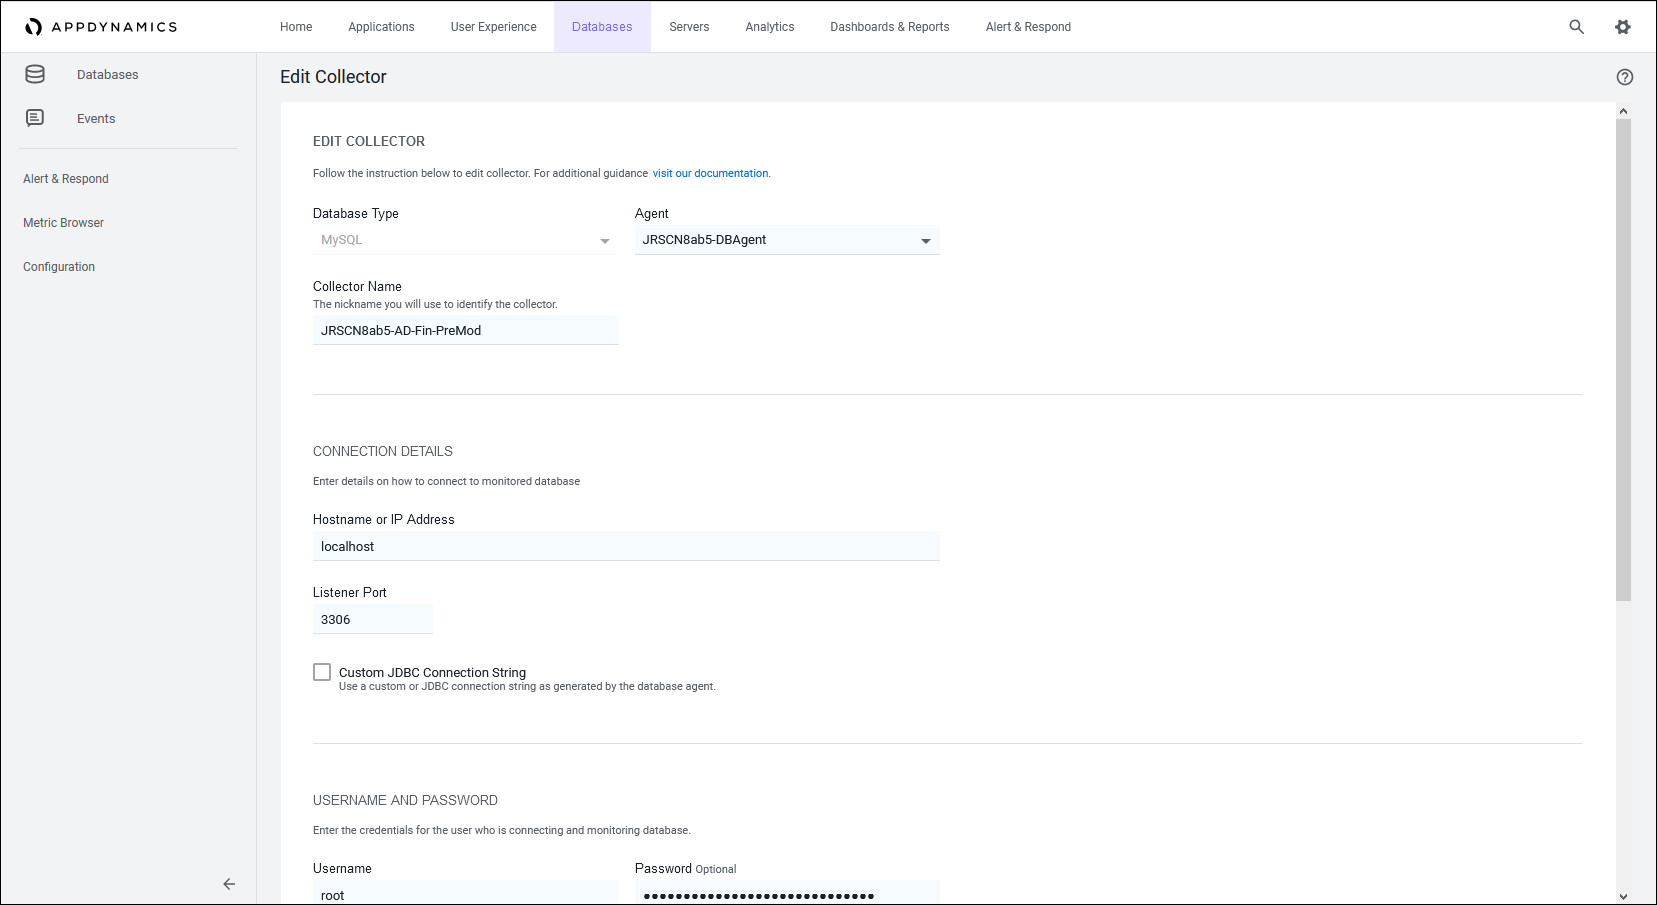 APPDYNAMICS
Home Applications User Experience Databases Servers Analytics Dashboards & Reports Alert & Respond
Databases
Events
Alert & Respond
Metric Browser
Configuration
Edit Collector
EDIT COLLECTOR
Follow the instruction below to edit collector. For additional guidance visit our documentation.
Database Type Agent
MySQL JRSCN8ab5-DBAgent
Collector Name
The nickname you will use to identify the collector.
JRSCN8ab5-AD-Fin-PreMod
CONNECTION DETAILS
Enter details on how to connect to monitored database
Hostname or IP Address
localhost
Listener Port
3306
Custom JDBC Connection String
Use a custom or JDBC connection string as generated by the database agent.
USERNAME AND PASSWORD
Enter the credentials for the user who is connecting and monitoring database.
Username Password Optional
root •••••••••••••••••••••••••••••